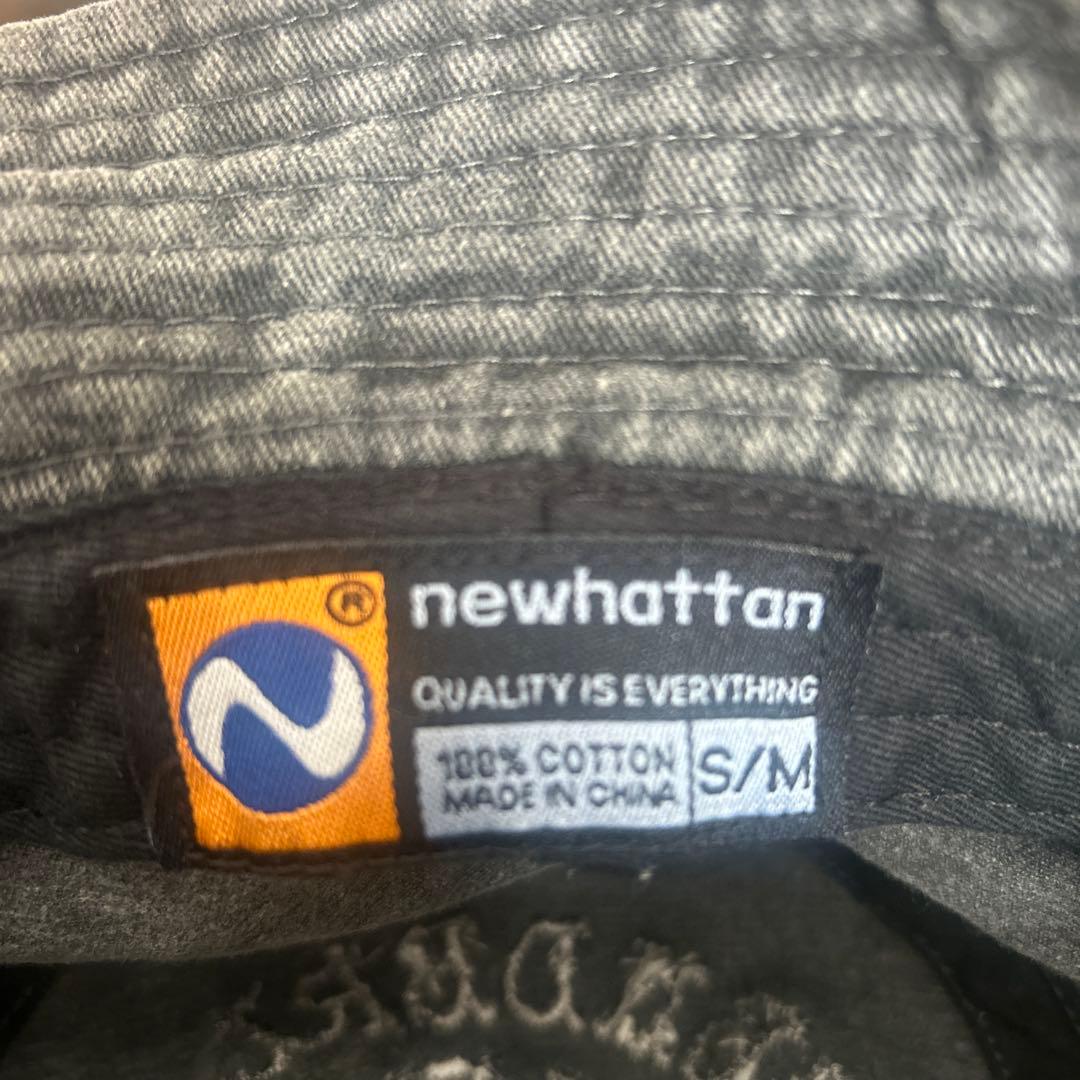 ®
newhattan
QUALITY IS EVERYTHING
100% COTTON
MADE IN CHINA
S/M